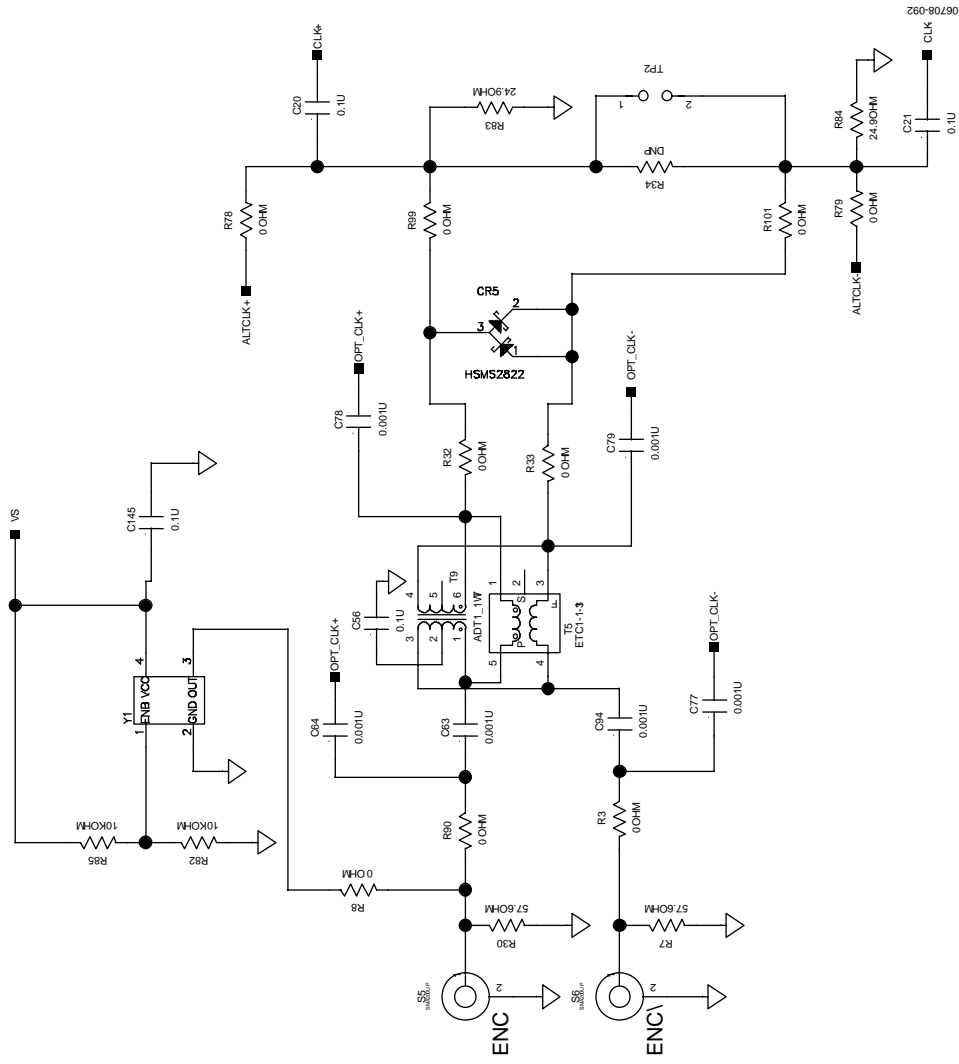 06708-092
CLK+
C20
0.1U
24.9OHM
R83
TP2
1
2
R84
24.9OHM
C21
0.1U
CLK-
R78
0 OHM
ALTCLK+
R99
0 OHM
DNP
R34
R101
0 OHM
R79
0 OHM
ALTCLK-
CR5
2
3
1
HSMS2822
OPT_CLK+
C78
0.001U
R32
0 OHM
R33
0 OHM
OPT_CLK-
C79
0.001U
VS
C145
0.1U
C56
0.1U
4
5
6
T9
3
2
1
ADT1_1WT
1
2
3
S
F
P
5
4
T5
ETC1-1-3
Y1
1
ENB
VCC
4
2
GND
OUT
3
OPT_CLK+
C64
0.001U
C63
0.001U
C94
0.001U
OPT_CLK-
C77
0.001U
R85
10KOHM
R82
10KOHM
R90
0 OHM
R3
0 OHM
R8
0 OHM
57.6OHM
R30
57.6OHM
R7
S5
1
2
ENC
S6
1
2
ENC\